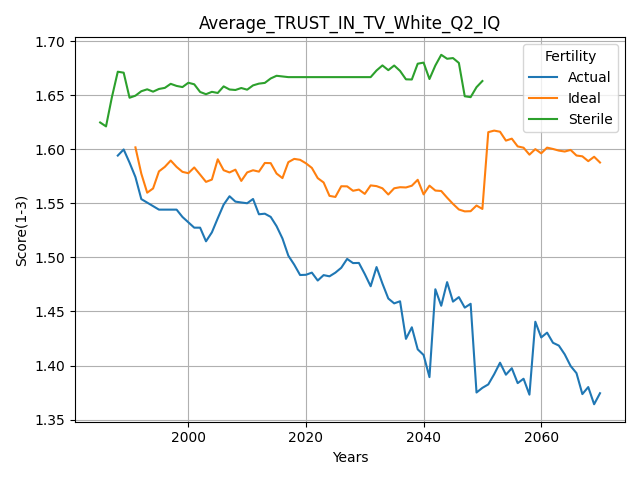 Average_TRUST_IN_TV_White_Q2_IQ
Score(1-3)
1.70
1.65
1.60
1.55
1.50
1.45
1.40
1.35
Fertility
Actual
Ideal
Sterile
2000
2020
2040
2060
Years